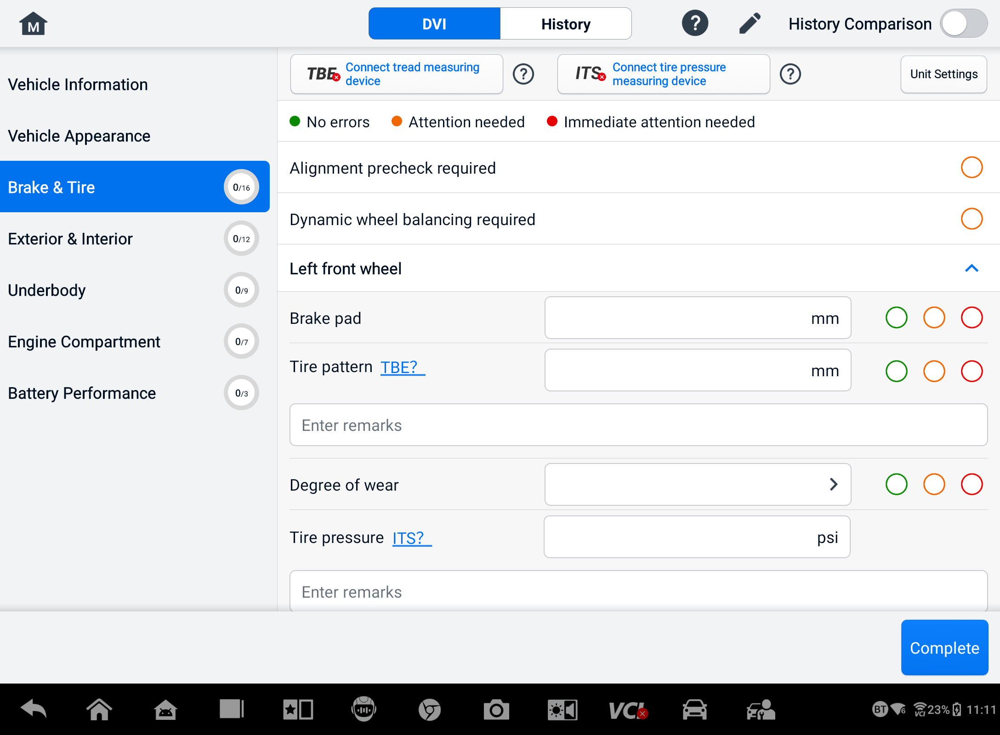 M
DVI
History
?
History Comparison
TBE
Connect tread measuring
device
?
ITS
Connect tire pressure
measuring device
?
Unit Settings
Vehicle Information
Vehicle Appearance
Brake & Tire
0/16
Exterior & Interior
0/12
Underbody
0/9
Engine Compartment
0/7
Battery Performance
0/3
No errors
Attention needed
Immediate attention needed
Alignment precheck required
Dynamic wheel balancing required
Left front wheel
Brake pad
mm
Tire pattern TBE?
mm
Enter remarks
Degree of wear
Tire pressure ITS?
psi
Enter remarks
Complete
VCI
BT
6
VCI
23%
11:11